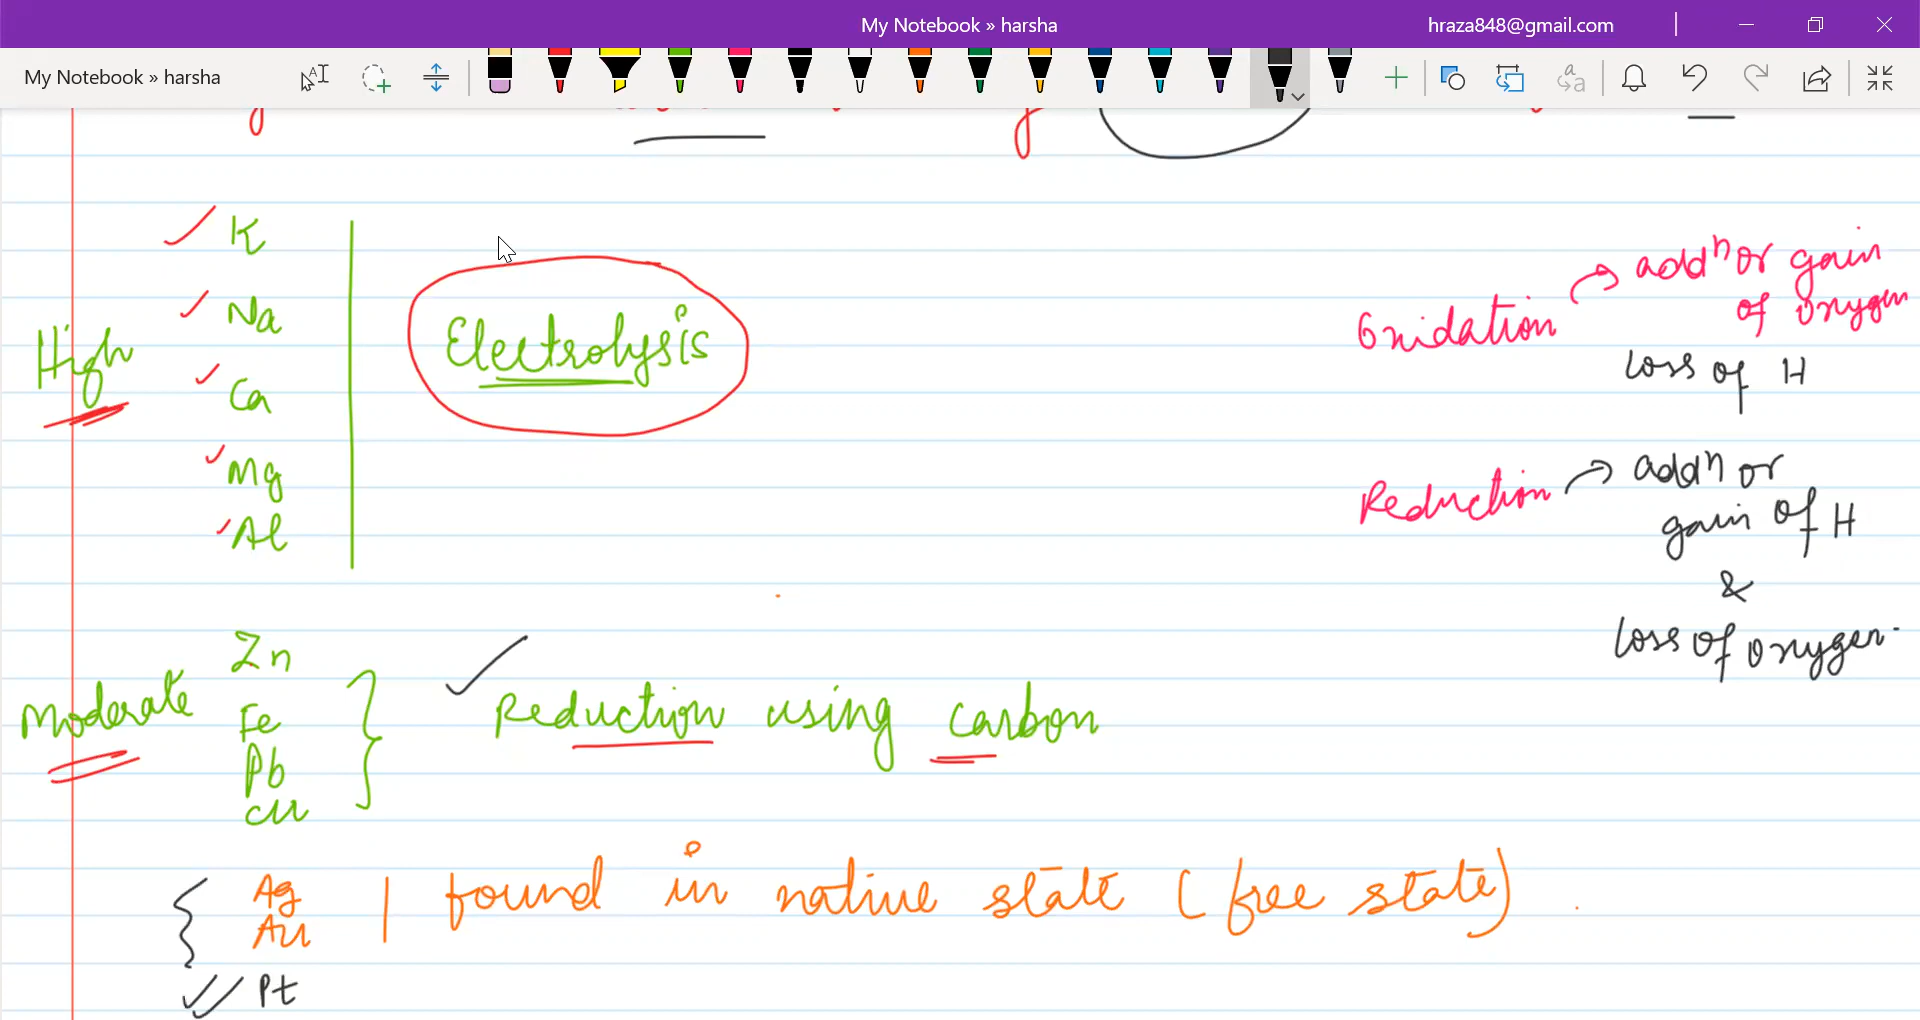 My Notebook » harsha
hraza848@gmail.com
My Notebook » harsha
K
Na
Ca
Mg
Al
High
Electrolysis
Oxidation → addⁿ or gain
of oxygen
loss of H
Reduction → addⁿ or
gain of H
&
loss of oxygen.
Moderate
Zn
Fe
Pb
Cu
Reduction using carbon
Ag
Au
found in native state (free state).
Pt